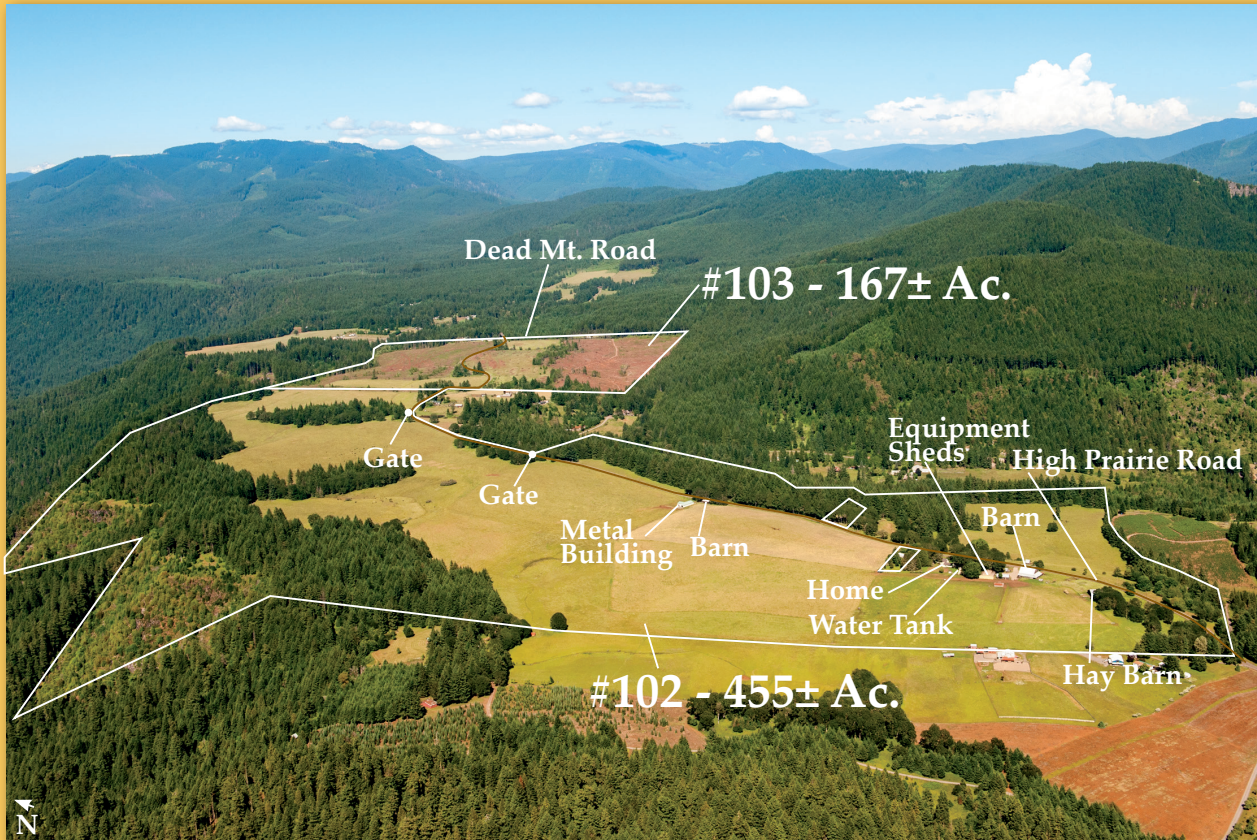 Dead Mt. Road
#103 - 167± Ac.
Gate
Gate
Equipment
Sheds
High Prairie Road
Metal
Building
Barn
Barn
Home
Water Tank
Hay Barn
#102 - 455± Ac.
N